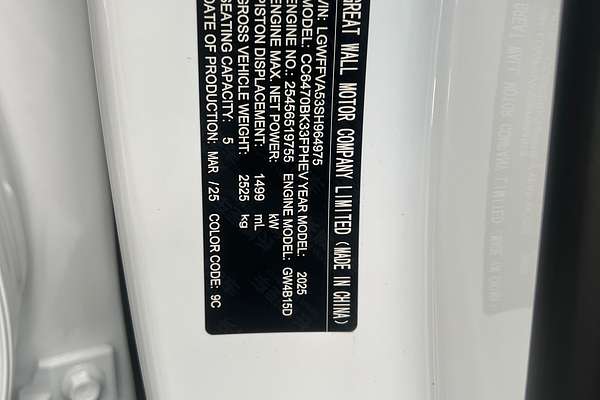 GREAT WALL MOTOR COMPANY LIMITED (MADE IN CHINA)
VIN: LGWFFVA53SH964975
MODEL: CC6470BK33FPHEV YEAR MODEL: 2025
ENGINE NO.: 25456519755 ENGINE MODEL: GW4B15D
ENGINE MAX. NET POWER: kW
PISTON DISPLACEMENT: 1499 mL
GROSS VEHICLE WEIGHT: 2525 kg
SEATING CAPACITY: 5
DATE OF PRODUCTION: MAR /25 COLOR CODE: 9C